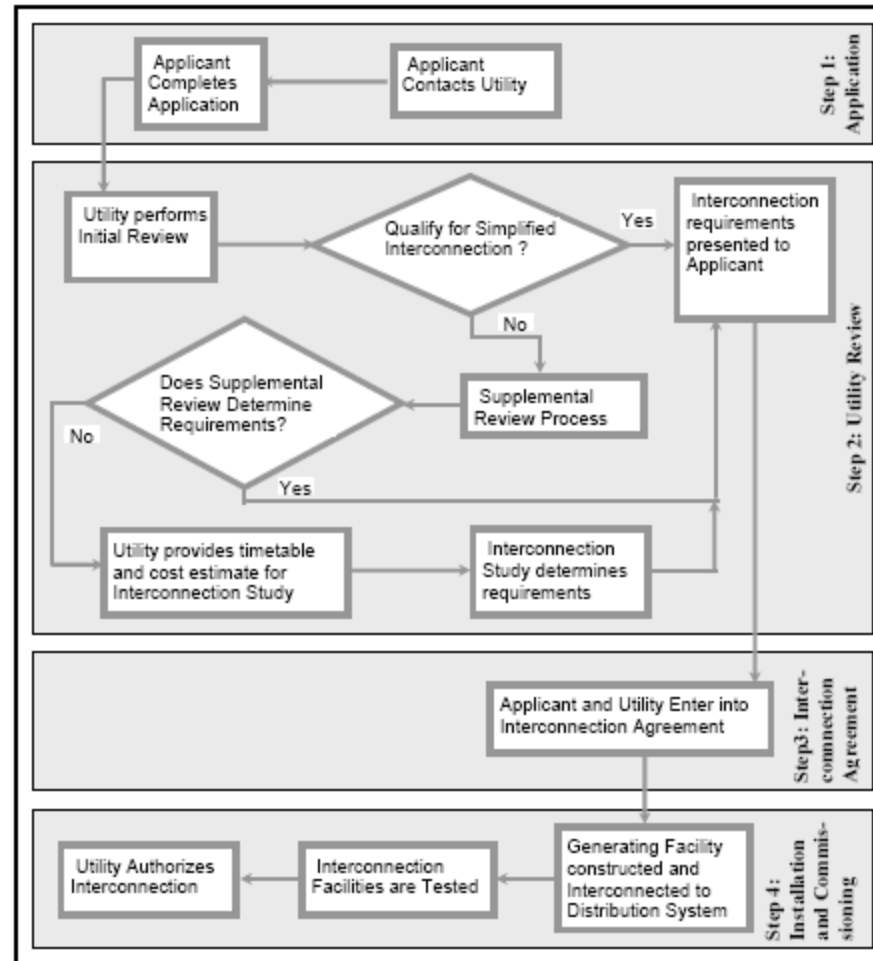 Applicant
Completes
Application
Applicant
Contacts Utility
Step 1:
Application
Utility performs
Initial Review
Qualify for Simplified
Interconnection ?
Yes
Interconnection
requirements
presented to
Applicant
No
Does Supplemental
Review Determine
Requirements?
Supplemental
Review Process
No
Yes
Utility provides timetable
and cost estimate for
Interconnection Study
Interconnection
Study determines
requirements
Step 2: Utility Review
Applicant and Utility Enter into
Interconnection Agreement
Step3: Inter-
connnection
Agreement
Utility Authorizes
Interconnection
Interconnection
Facilities are Tested
Generating Facility
constructed and
Interconnected to
Distribution System
Step 4:
Installation
and Commis-
sioning